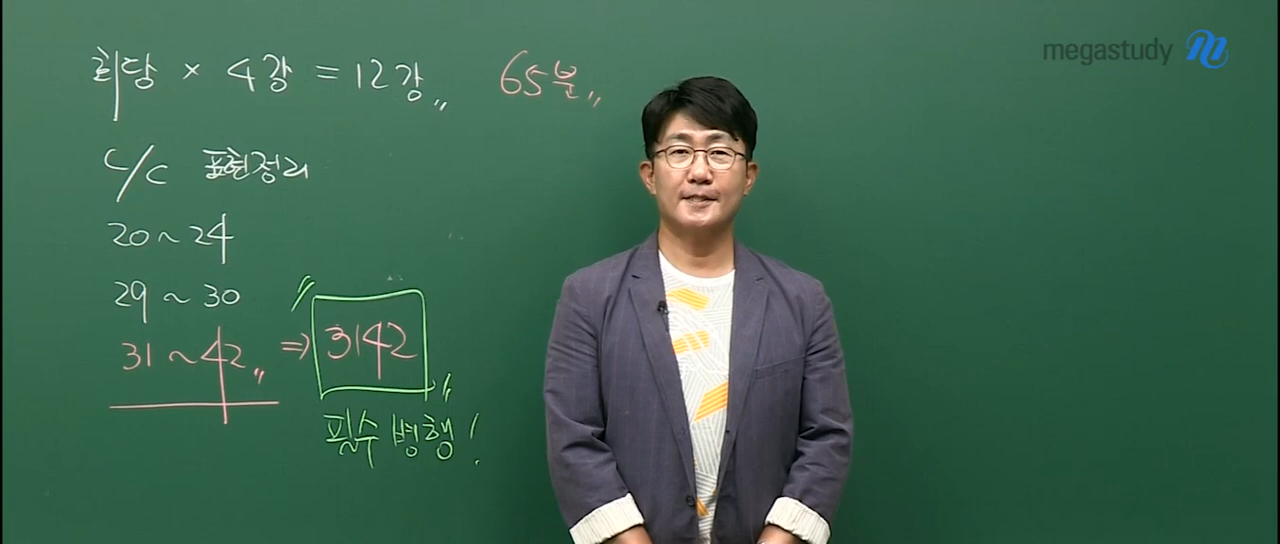 회당 × 4강 = 12강〃 65분〃
megastudy
C/C 표현정리
20 ~ 24
29 ~ 30
31 ~ 42〃 ⇒ 3142
필수 병행!